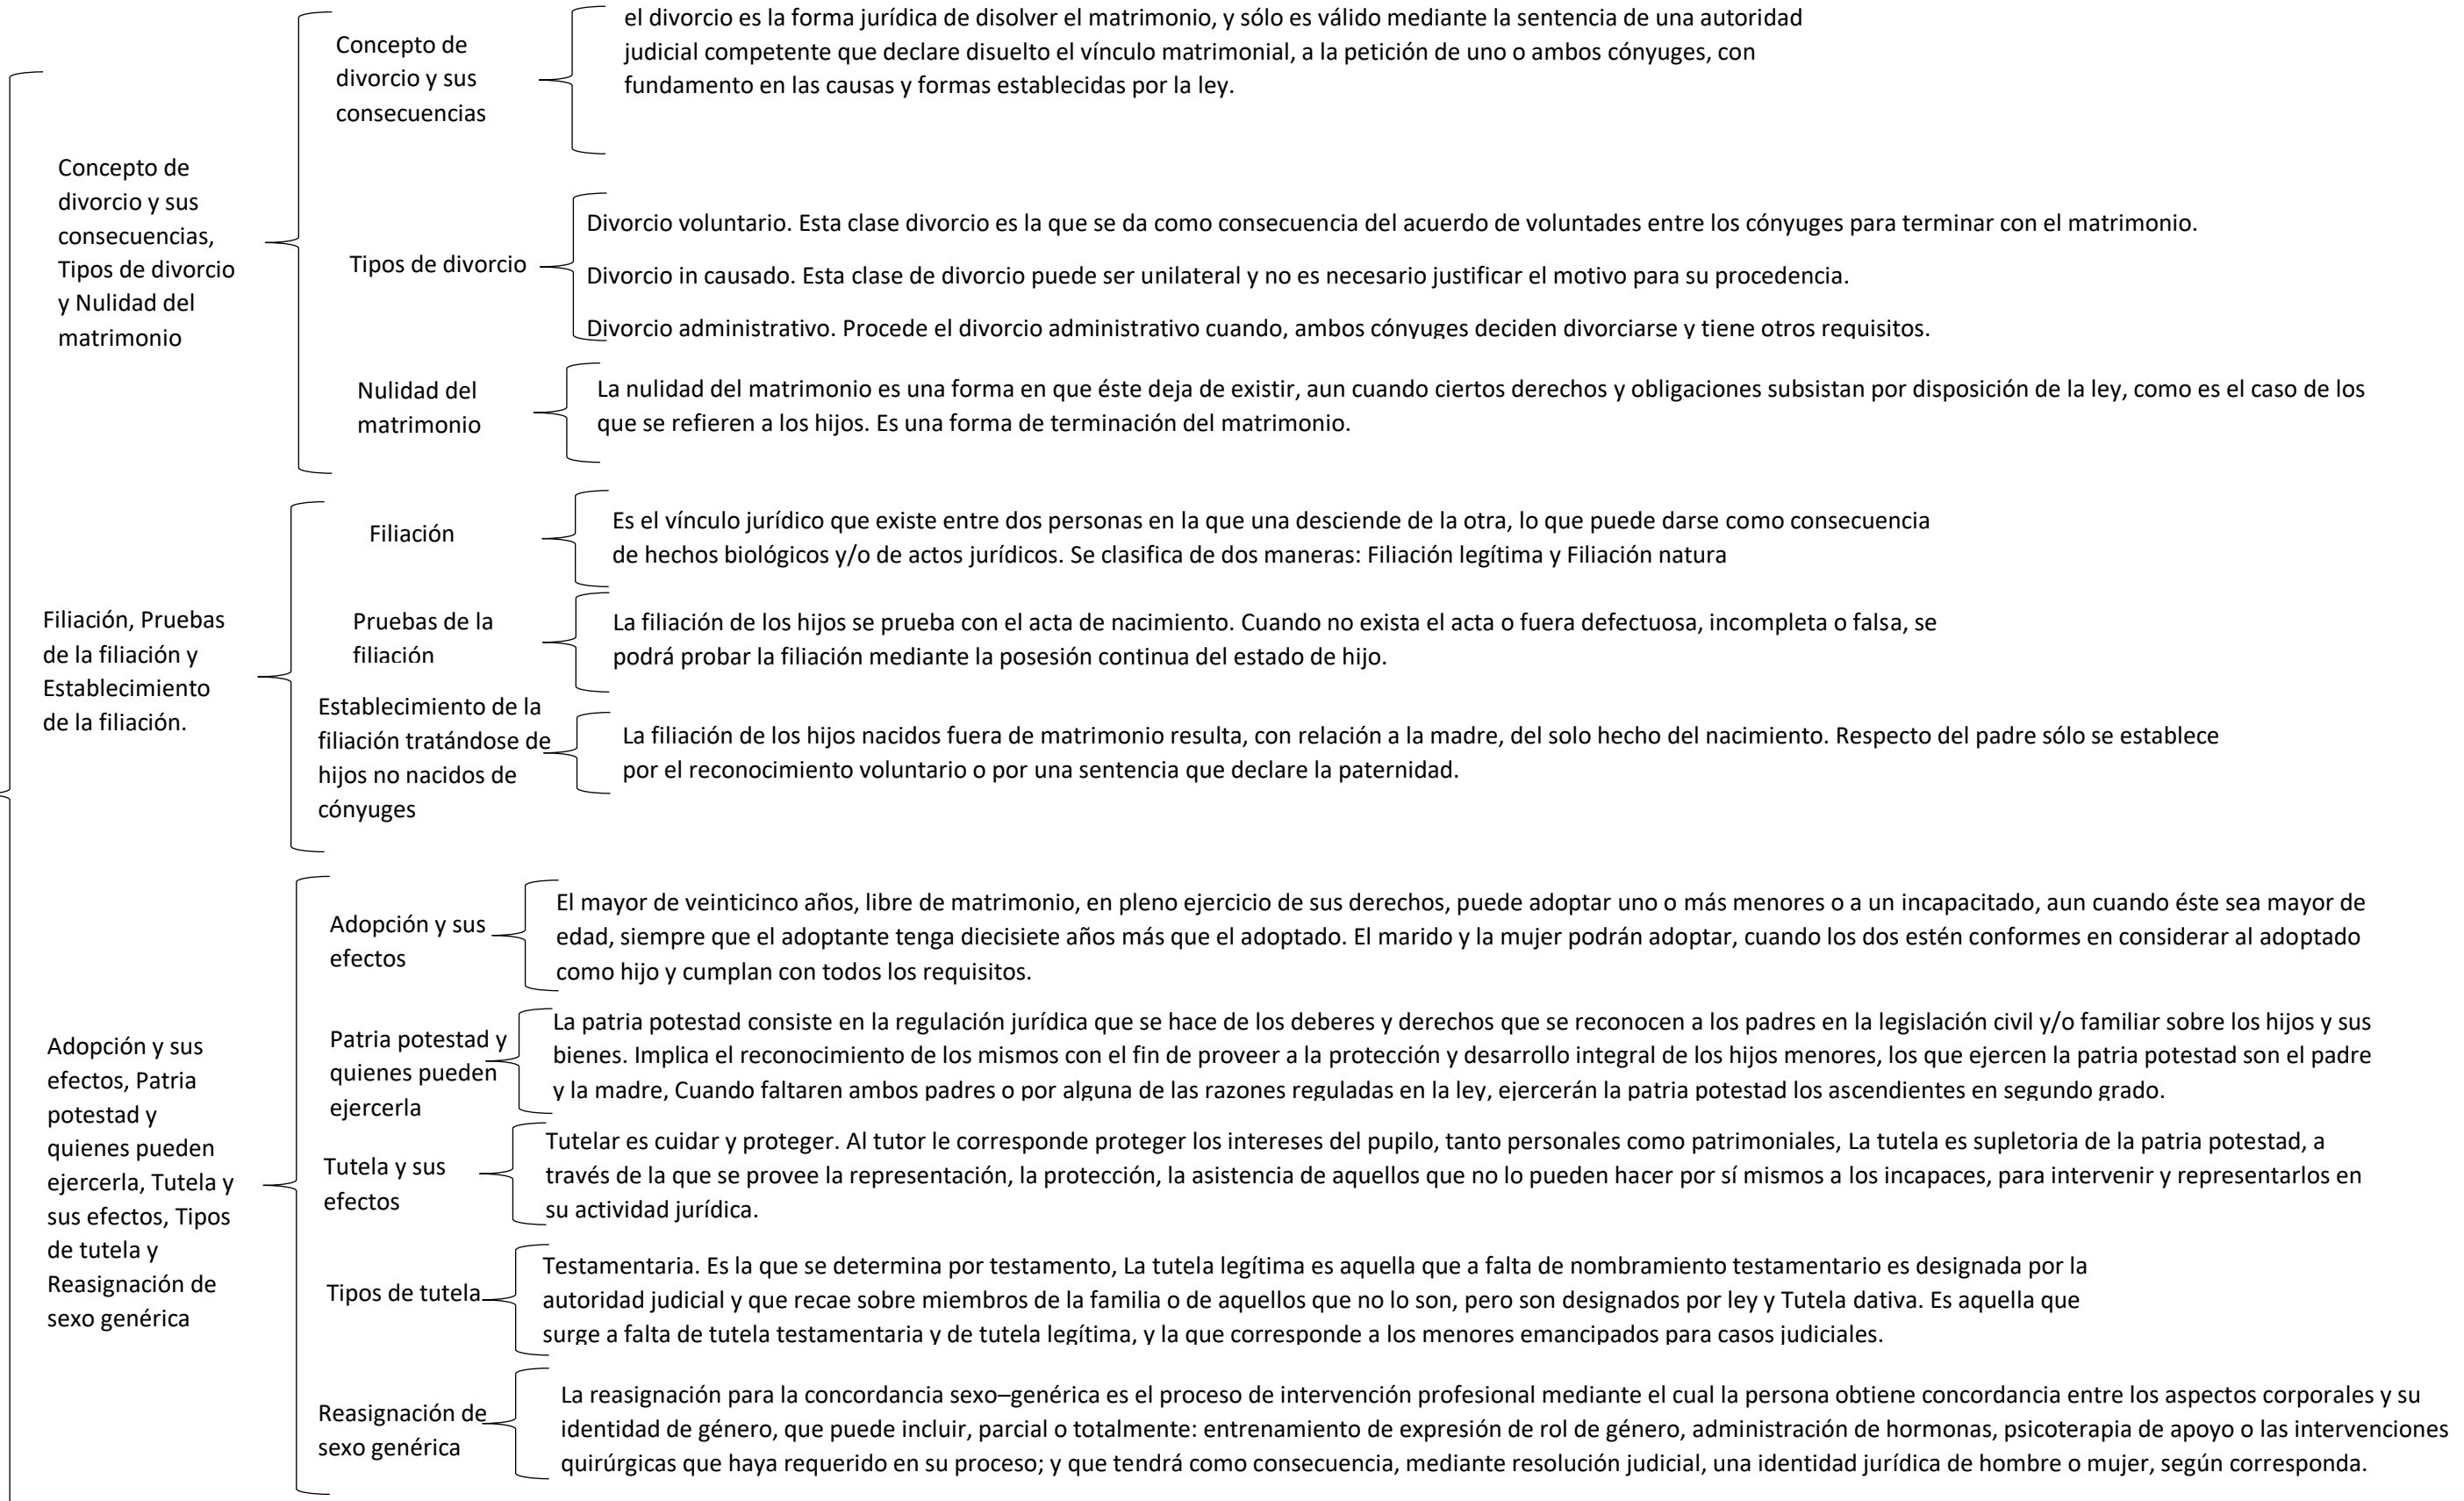 Concepto de
divorcio y sus
consecuencias,
Tipos de divorcio
y Nulidad del
matrimonio
Concepto de
divorcio y sus
consecuencias
el divorcio es la forma jurídica de disolver el matrimonio, y sólo es válido mediante la sentencia de una autoridad
judicial competente que declare disuelto el vínculo matrimonial, a la petición de uno o ambos cónyuges, con
fundamento en las causas y formas establecidas por la ley.
Tipos de divorcio
Divorcio voluntario. Esta clase divorcio es la que se da como consecuencia del acuerdo de voluntades entre los cónyuges para terminar con el matrimonio.
Divorcio in causado. Esta clase de divorcio puede ser unilateral y no es necesario justificar el motivo para su procedencia.
Divorcio administrativo. Procede el divorcio administrativo cuando, ambos cónyuges deciden divorciarse y tiene otros requisitos.
Nulidad del
matrimonio
La nulidad del matrimonio es una forma en que éste deja de existir, aun cuando ciertos derechos y obligaciones subsistan por disposición de la ley, como es el caso de los
que se refieren a los hijos. Es una forma de terminación del matrimonio.
Filiación, Pruebas
de la filiación y
Establecimiento
de la filiación.
Filiación
Es el vínculo jurídico que existe entre dos personas en la que una desciende de la otra, lo que puede darse como consecuencia
de hechos biológicos y/o de actos jurídicos. Se clasifica de dos maneras: Filiación legítima y Filiación natura
Pruebas de la
filiación
La filiación de los hijos se prueba con el acta de nacimiento. Cuando no exista el acta o fuera defectuosa, incompleta o falsa, se
podrá probar la filiación mediante la posesión continua del estado de hijo.
Establecimiento de la
filiación tratándose de
hijos no nacidos de
cónyuges
La filiación de los hijos nacidos fuera de matrimonio resulta, con relación a la madre, del solo hecho del nacimiento. Respecto del padre sólo se establece
por el reconocimiento voluntario o por una sentencia que declare la paternidad.
Adopción y sus
efectos, Patria
potestad y
quienes pueden
ejercerla, Tutela y
sus efectos, Tipos
de tutela y
Reasignación de
sexo genérica
Adopción y sus
efectos
El mayor de veinticinco años, libre de matrimonio, en pleno ejercicio de sus derechos, puede adoptar uno o más menores o a un incapacitado, aun cuando éste sea mayor de
edad, siempre que el adoptante tenga diecisiete años más que el adoptado. El marido y la mujer podrán adoptar, cuando los dos estén conformes en considerar al adoptado
como hijo y cumplan con todos los requisitos.
Patria potestad y
quienes pueden
ejercerla
La patria potestad consiste en la regulación jurídica que se hace de los deberes y derechos que se reconocen a los padres en la legislación civil y/o familiar sobre los hijos y sus
bienes. Implica el reconocimiento de los mismos con el fin de proveer a la protección y desarrollo integral de los hijos menores, los que ejercen la patria potestad son el padre
y la madre, Cuando faltaren ambos padres o por alguna de las razones reguladas en la ley, ejercerán la patria potestad los ascendientes en segundo grado.
Tutela y sus
efectos
Tutelar es cuidar y proteger. Al tutor le corresponde proteger los intereses del pupilo, tanto personales como patrimoniales, La tutela es supletoria de la patria potestad, a
través de la que se provee la representación, la protección, la asistencia de aquellos que no lo pueden hacer por sí mismos a los incapaces, para intervenir y representarlos en
su actividad jurídica.
Tipos de tutela
Testamentaria. Es la que se determina por testamento, La tutela legítima es aquella que a falta de nombramiento testamentario es designada por la
autoridad judicial y que recae sobre miembros de la familia o de aquellos que no lo son, pero son designados por ley y Tutela dativa. Es aquella que
surge a falta de tutela testamentaria y de tutela legítima, y la que corresponde a los menores emancipados para casos judiciales.
Reasignación de
sexo genérica
La reasignación para la concordancia sexo–genérica es el proceso de intervención profesional mediante el cual la persona obtiene concordancia entre los aspectos corporales y su
identidad de género, que puede incluir, parcial o totalmente: entrenamiento de expresión de rol de género, administración de hormonas, psicoterapia de apoyo o las intervenciones
quirúrgicas que haya requerido en su proceso; y que tendrá como consecuencia, mediante resolución judicial, una identidad jurídica de hombre o mujer, según corresponda.